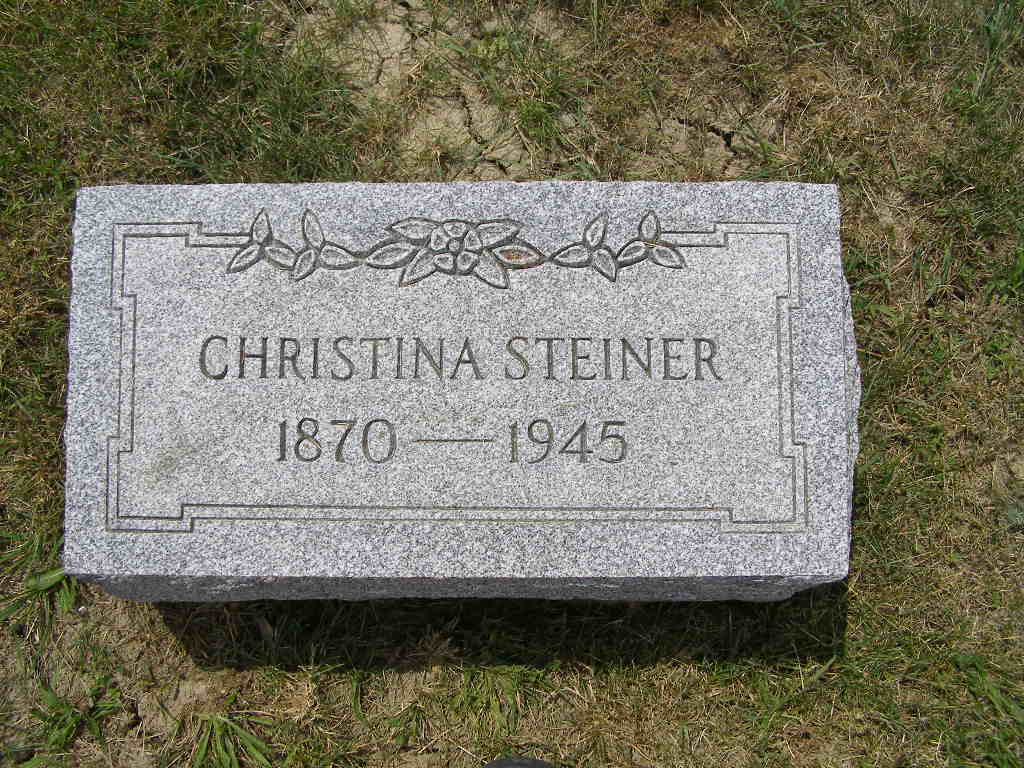 CHRISTINA STEINER
1870 — 1945